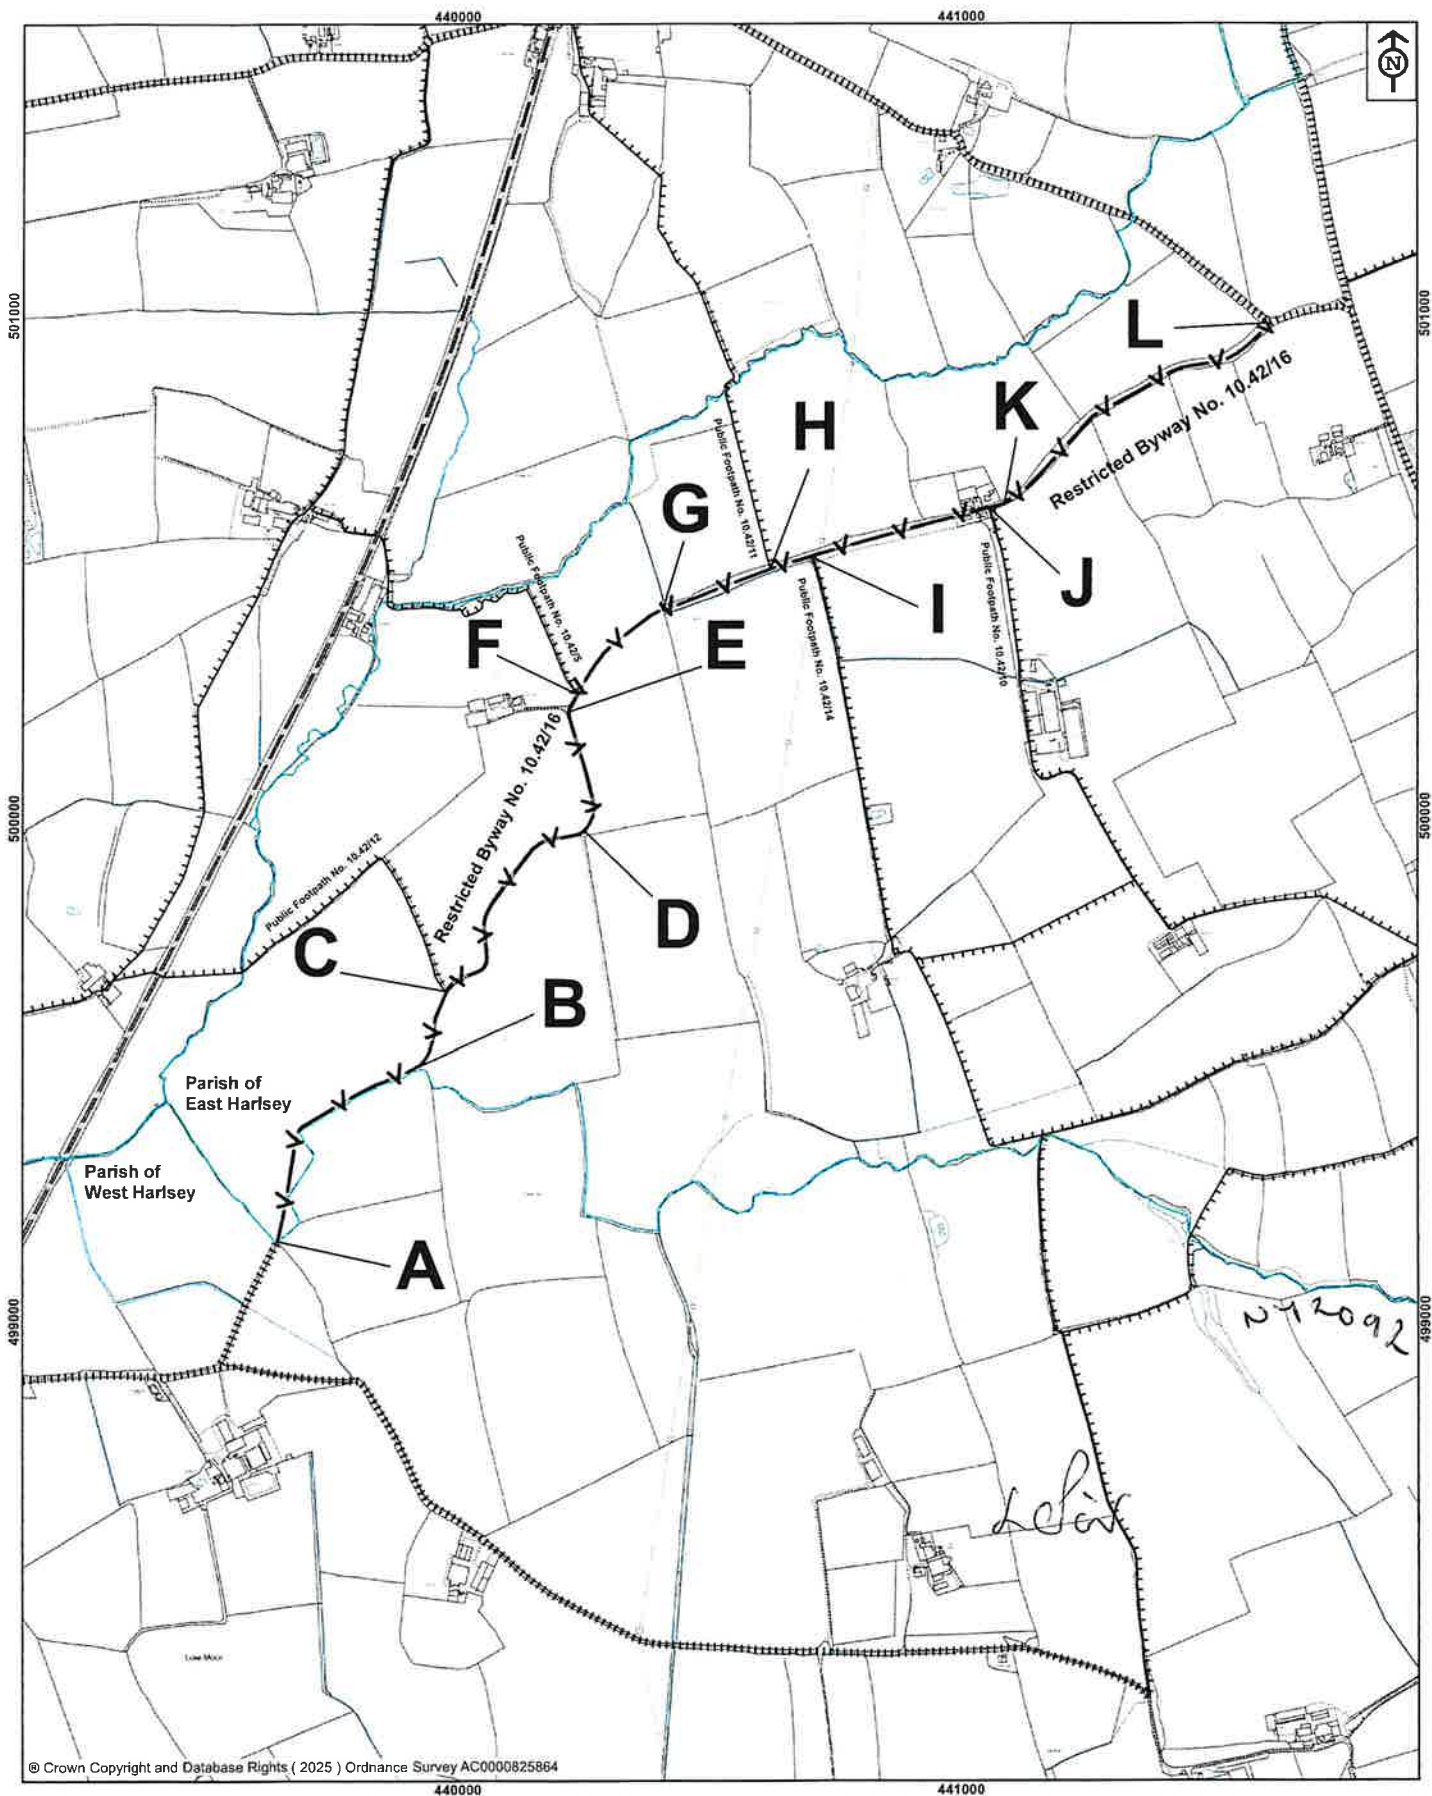 440000
441000
N
501000
501000
L
Restricted Byway No. 10.42/16
K
H
Public Footpath No. 10.42/11
G
J
Public Footpath No. 10.42/10
I
Public Footpath No. 10.42/14
Public Footpath No. 10.42/5
F
E
Restricted Byway No. 10.42/16
500000
500000
Public Footpath No. 10.42/12
D
C
B
Parish of
East Harlsey
Parish of
West Harlsey
A
499000
499000
NY2092
Low Moor
® Crown Copyright and Database Rights ( 2025 ) Ordnance Survey AC0000825864
440000
441000